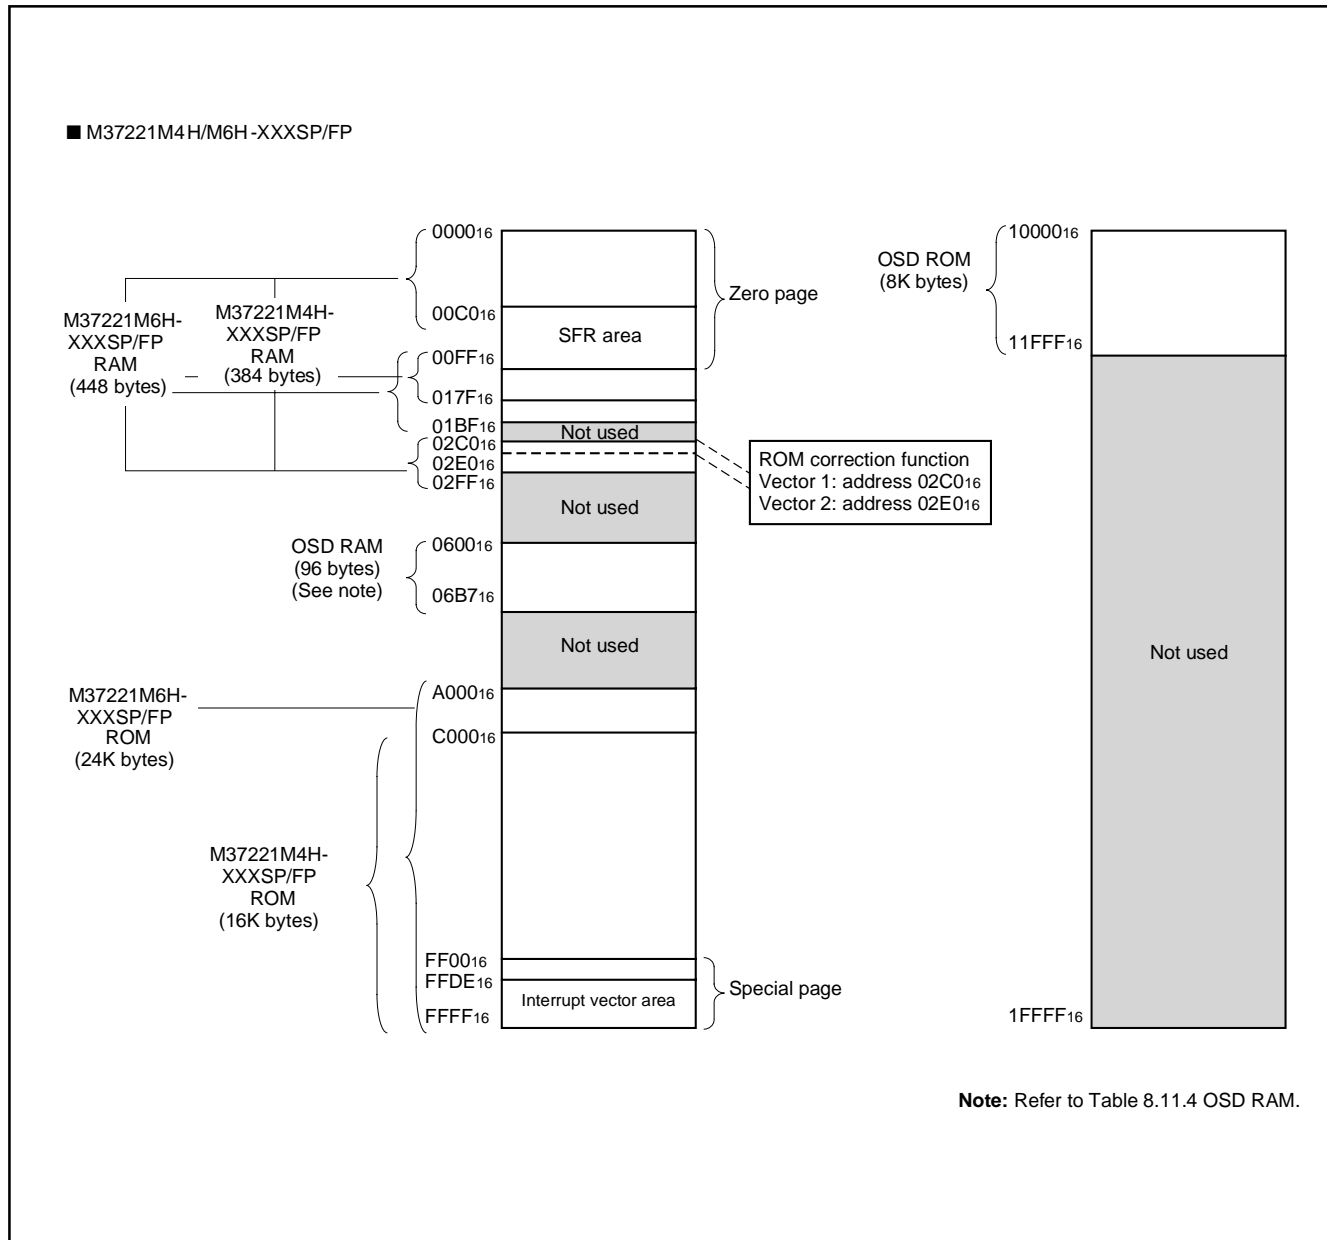 ■ M37221M4H/M6H-XXXSP/FP
M37221M6H-
XXXSP/FP
RAM
(448 bytes)
M37221M4H-
XXXSP/FP
RAM
(384 bytes)
0000₁₆
00C0₁₆
00FF₁₆
017F₁₆
01BF₁₆
02C0₁₆
02E0₁₆
02FF₁₆
SFR area
Zero page
Not used
ROM correction function
Vector 1: address 02C0₁₆
Vector 2: address 02E0₁₆
Not used
OSD RAM
(96 bytes)
(See note)
0600₁₆
06B7₁₆
Not used
M37221M6H-
XXXSP/FP
ROM
(24K bytes)
A000₁₆
C000₁₆
M37221M4H-
XXXSP/FP
ROM
(16K bytes)
FF00₁₆
FFDE₁₆
FFFF₁₆
Interrupt vector area
Special page
OSD ROM
(8K bytes)
10000₁₆
11FFF₁₆
Not used
1FFFF₁₆
Note: Refer to Table 8.11.4 OSD RAM.